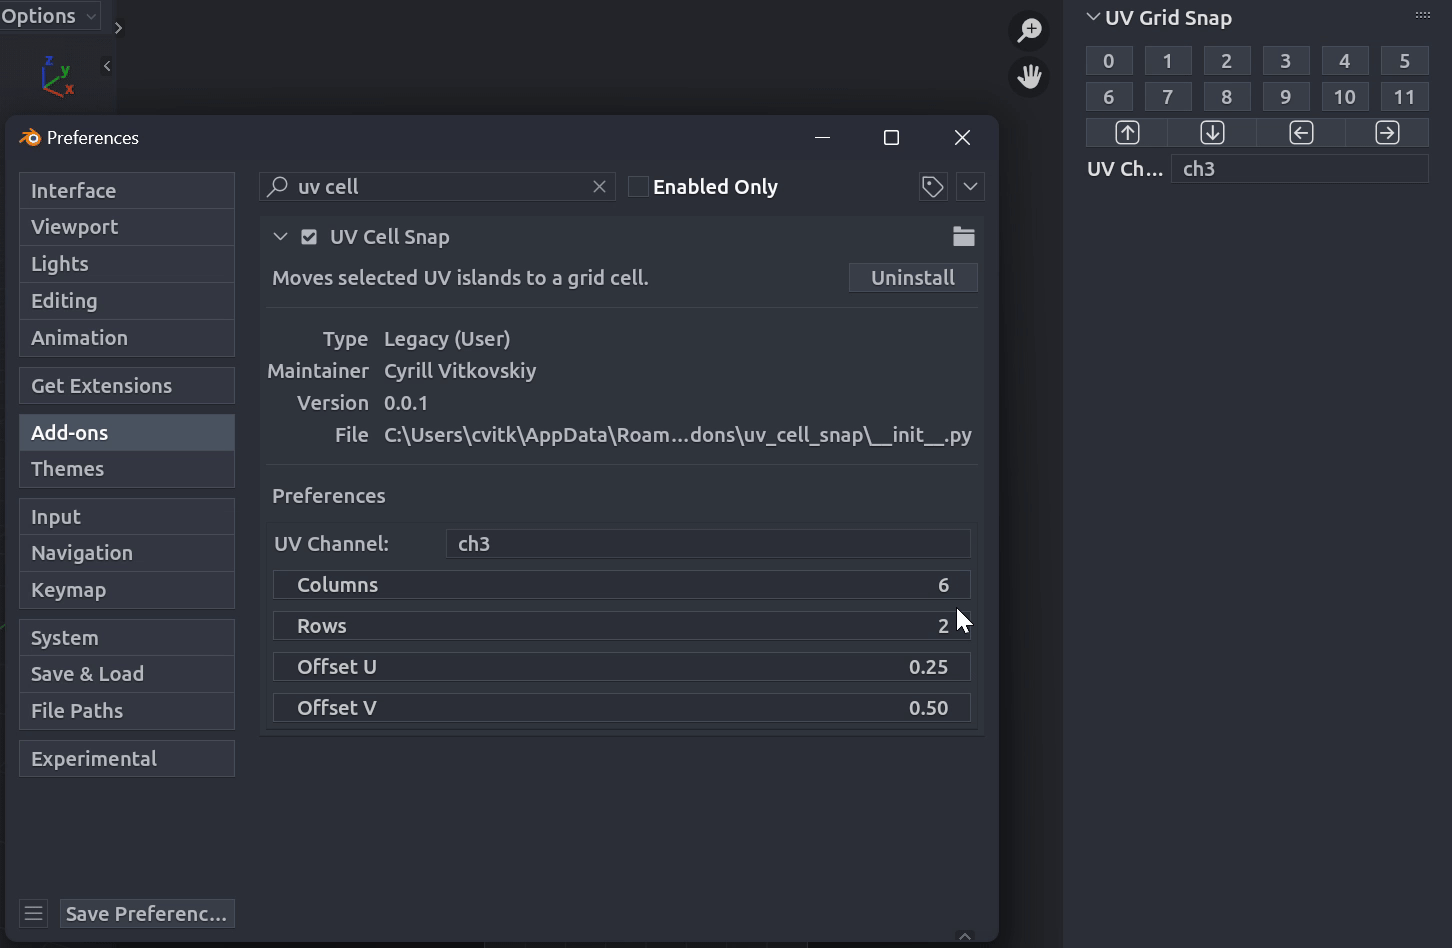 Options
z
y
x
UV Grid Snap
0 1 2 3 4 5
6 7 8 9 10 11
UV Ch... ch3
Preferences
Interface
Viewport
Lights
Editing
Animation
Get Extensions
Add-ons
Themes
Input
Navigation
Keymap
System
Save & Load
File Paths
Experimental
Save Preferenc...
uv cell
Enabled Only
UV Cell Snap
Moves selected UV islands to a grid cell.
Uninstall
Type Legacy (User)
Maintainer Cyrill Vitkovskiy
Version 0.0.1
File C:\Users\cvitk\AppData\Roam...dons\uv_cell_snap\__init__.py
Preferences
UV Channel: ch3
Columns 6
Rows 2
Offset U 0.25
Offset V 0.50